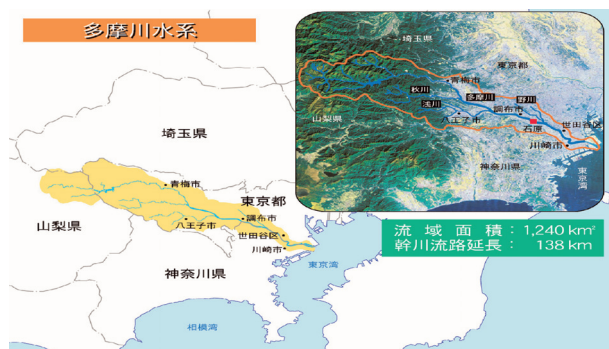 多摩川水系
埼玉県
東京都
青梅市
山梨県
八王子市
調布市
世田谷区
川崎市
神奈川県
東京湾
相模湾
埼玉県
東京都
青梅市
秋川
多摩川
野川
浅川
調布市
山梨県
八王子市
石原
世田谷区
川崎市
神奈川県
東京湾
流域面積：1,240km²
幹川流路延長：138km